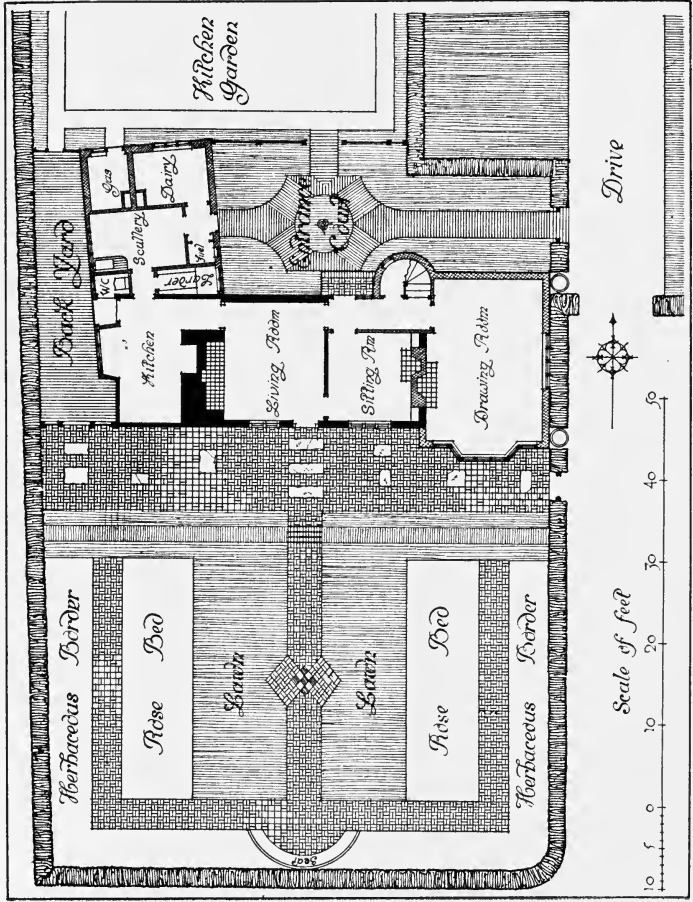 Kitchen
Garden
Back Yard
Gas
Dairy
Scullery
Fuel
W.C.
Larder
Kitchen
Living Room
Sitting Rm
Drawing Room
Entrance
Court
Drive
Herbaceous Border
Rose Bed
Lawn
Lawn
Rose Bed
Herbaceous Border
Seat
Scale of feet
10 5 0 10 20 30 40 50